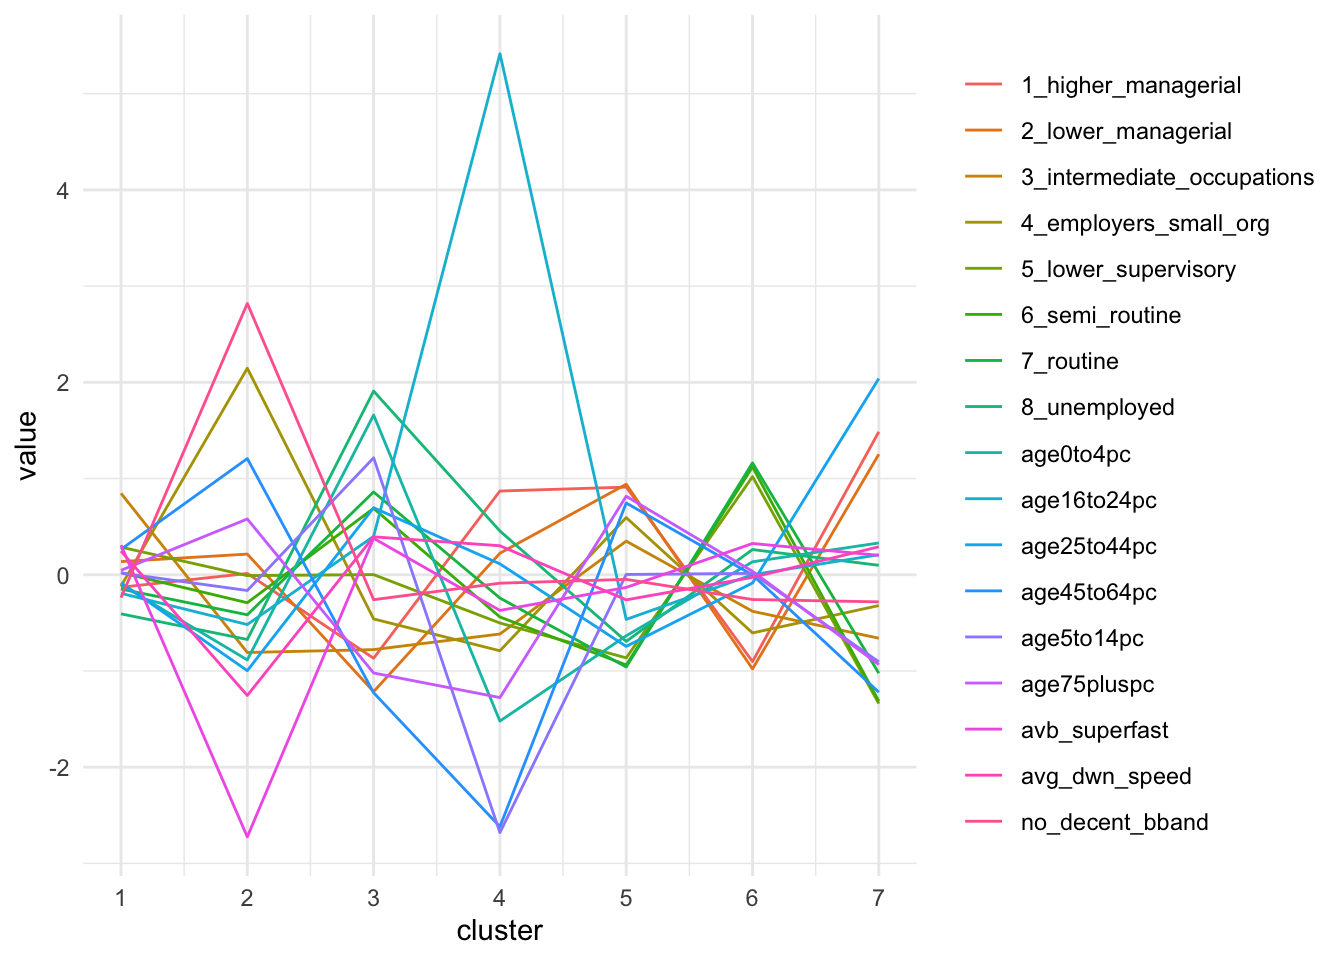 value
4
2
0
-2
1 2 3 4 5 6 7
cluster
1_higher_managerial
2_lower_managerial
3_intermediate_occupations
4_employers_small_org
5_lower_supervisory
6_semi_routine
7_routine
8_unemployed
age0to4pc
age16to24pc
age25to44pc
age45to64pc
age5to14pc
age75pluspc
avb_superfast
avg_dwn_speed
no_decent_bband